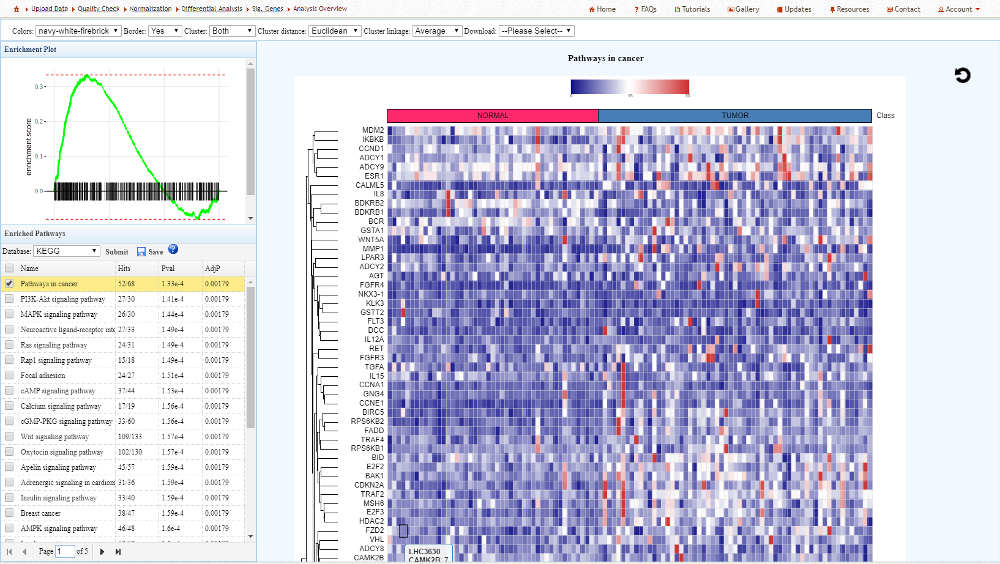 Upload Data Quality Check Normalization Differential Analysis Sig. Genes Analysis Overview
Home FAQs Tutorials Gallery Updates Resources Contact Account
Colors: navy-white-firebrick Border: Yes Cluster: Both Cluster distance: Euclidean Cluster linkage: Average Download: --Please Select--
Enrichment Plot
0.3
0.2
0.1
0.0
enrichment score
Enriched Pathways
Database: KEGG Submit Save ?
Name Hits Pval AdjP
Pathways in cancer 52/68 1.33e-4 0.00179
PI3K-Akt signaling pathway 27/30 1.41e-4 0.00179
MAPK signaling pathway 26/30 1.44e-4 0.00179
Neuroactive ligand-receptor inte 27/33 1.49e-4 0.00179
Ras signaling pathway 24/31 1.49e-4 0.00179
Rap1 signaling pathway 15/18 1.49e-4 0.00179
Focal adhesion 24/27 1.51e-4 0.00179
cAMP signaling pathway 37/44 1.53e-4 0.00179
Calcium signaling pathway 17/19 1.56e-4 0.00179
cGMP-PKG signaling pathway 33/60 1.56e-4 0.00179
Wnt signaling pathway 109/133 1.57e-4 0.00179
Oxytocin signaling pathway 102/130 1.57e-4 0.00179
Apelin signaling pathway 45/57 1.59e-4 0.00179
Adrenergic signaling in cardiom 31/36 1.59e-4 0.00179
Insulin signaling pathway 33/40 1.59e-4 0.00179
Breast cancer 38/47 1.59e-4 0.00179
AMPK signaling pathway 46/48 1.6e-4 0.00179
Page 1 of 5
Pathways in cancer
0 15 30
NORMAL TUMOR Class
MDM2
IKBKB
CCND1
ADCY1
ADCY9
ESR1
CALML5
IL8
BDKRB2
BDKRB1
BCR
GSTA1
WNT5A
MMP1
LPAR3
ADCY2
AGT
FGFR4
NKX3-1
KLK3
GSTT2
FLT3
DCC
IL12A
RET
FGFR3
TGFA
IL15
CCNA1
GNG4
CCNE1
BIRC5
RPS6KB2
FADD
TRAF4
RPS6KB1
BID
E2F2
BAK1
CDKN2A
TRAF2
MSH6
E2F3
HDAC2
FZD2
VHL
ADCY8
CAMK2B
LHC3630
CAMK2B: 7